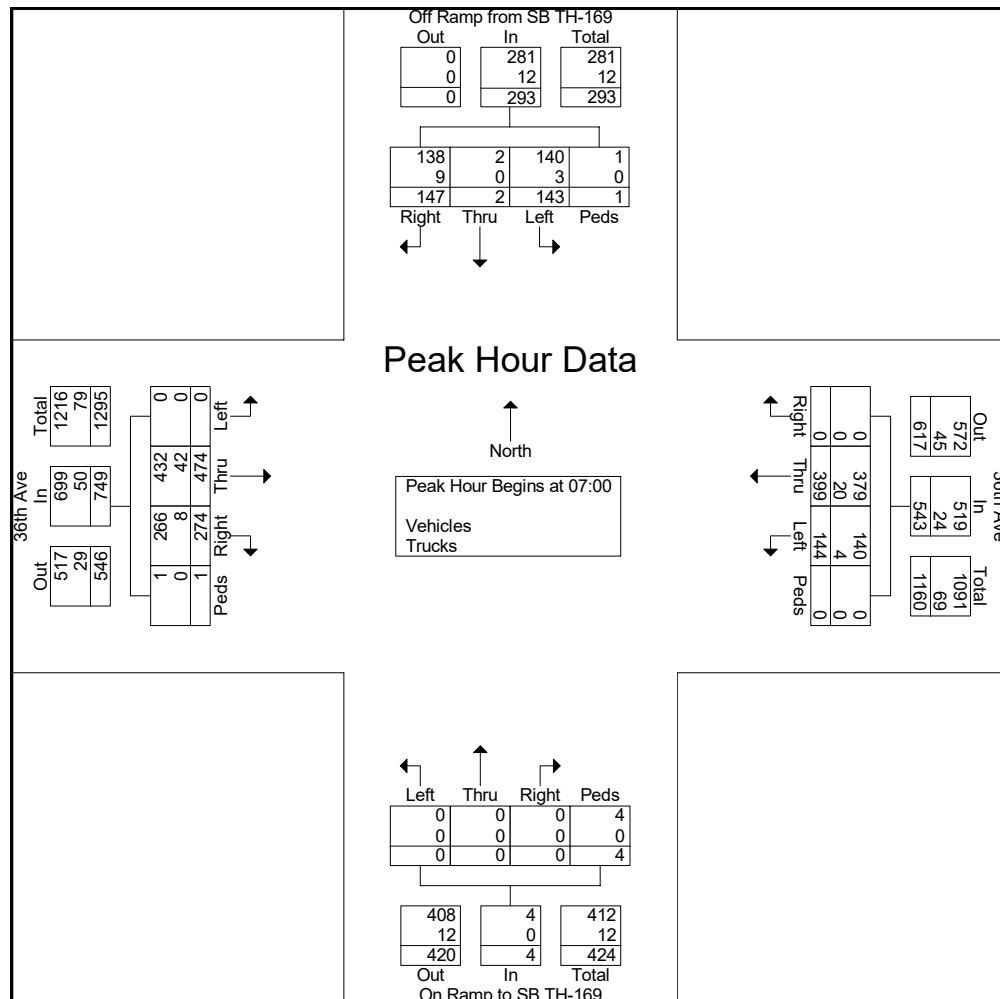 Off Ramp from SB TH-169
Out In Total
0 281 281
0 12 12
0 293 293
138 2 140 1
9 0 3 0
147 2 143 1
Right Thru Left Peds
Peak Hour Data
North
Peak Hour Begins at 07:00
Vehicles
Trucks
36th Ave
Out In Total
517 699 1216
29 50 79
546 749 1295
1 266 432 0
0 8 42 0
1 274 474 0
Peds Right Thru Left
36th Ave
Out In Total
572 519 1091
45 24 69
617 543 1160
0 379 140 0
0 20 4 0
0 399 144 0
Right Thru Left Peds
Left Thru Right Peds
0 0 0 4
0 0 0 0
0 0 0 4
408 4 412
12 0 12
420 4 424
Out In Total
On Ramp to SB TH-169